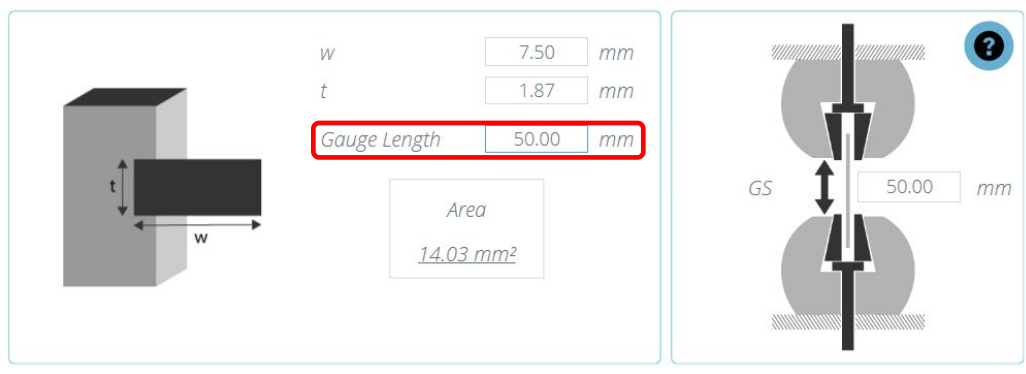 w 7.50 mm
t 1.87 mm
Gauge Length 50.00 mm
Area
14.03 mm²
t
w
?
GS 50.00 mm